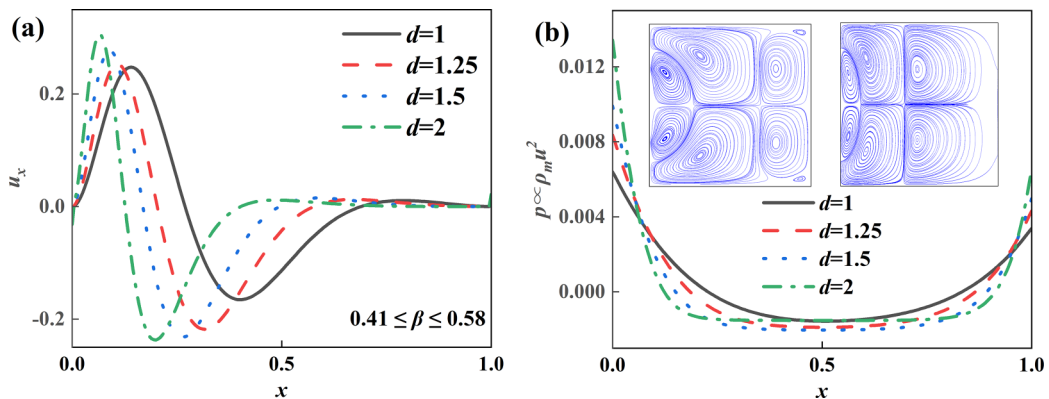 (a)
d=1
d=1.25
d=1.5
d=2
0.2
0.0
-0.2
u_x
0.41 ≤ β ≤ 0.58
0.0 0.5 1.0
x
(b)
0.012
0.008
0.004
0.000
p∝ρ_m u²
d=1
d=1.25
d=1.5
d=2
0.0 0.5 1.0
x